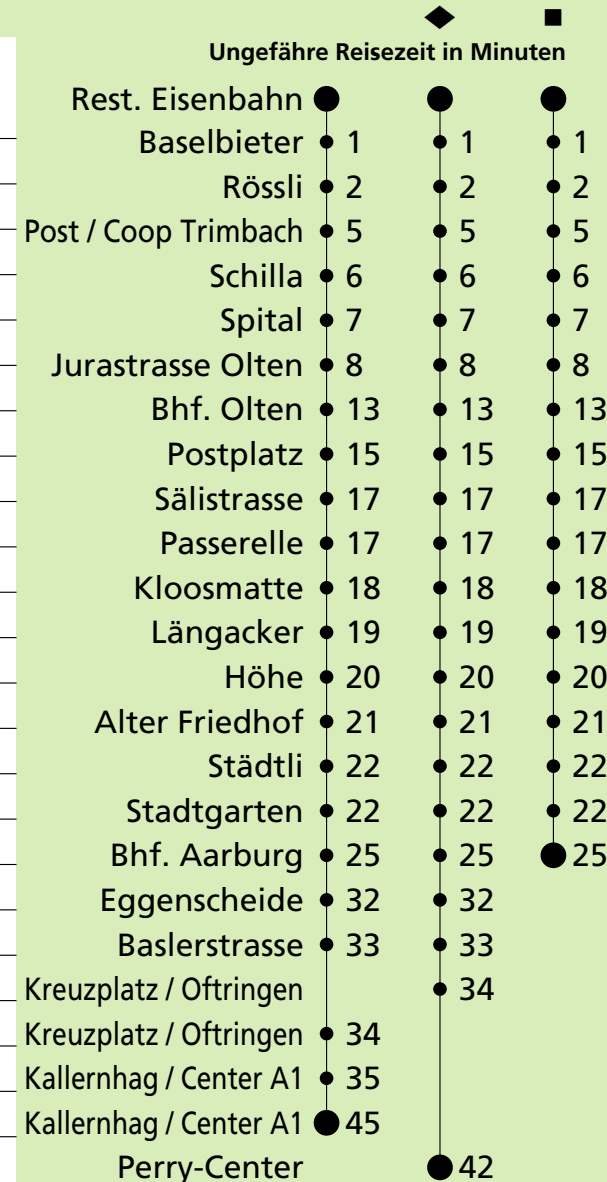 Ungefähre Reisezeit in Minuten
Rest. Eisenbahn
Baselbieter 1 1 1
Rössli 2 2 2
Post / Coop Trimbach 5 5 5
Schilla 6 6 6
Spital 7 7 7
Jurastrasse Olten 8 8 8
Bhf. Olten 13 13 13
Postplatz 15 15 15
Sälistrasse 17 17 17
Passerelle 17 17 17
Kloosmatte 18 18 18
Längacker 19 19 19
Höhe 20 20 20
Alter Friedhof 21 21 21
Städtli 22 22 22
Stadtgarten 22 22 22
Bhf. Aarburg 25 25 25
Eggenscheide 32 32
Baslerstrasse 33 33
Kreuzplatz / Oftringen 34
Kreuzplatz / Oftringen 34
Kallernhag / Center A1 35
Kallernhag / Center A1 45
Perry-Center 42